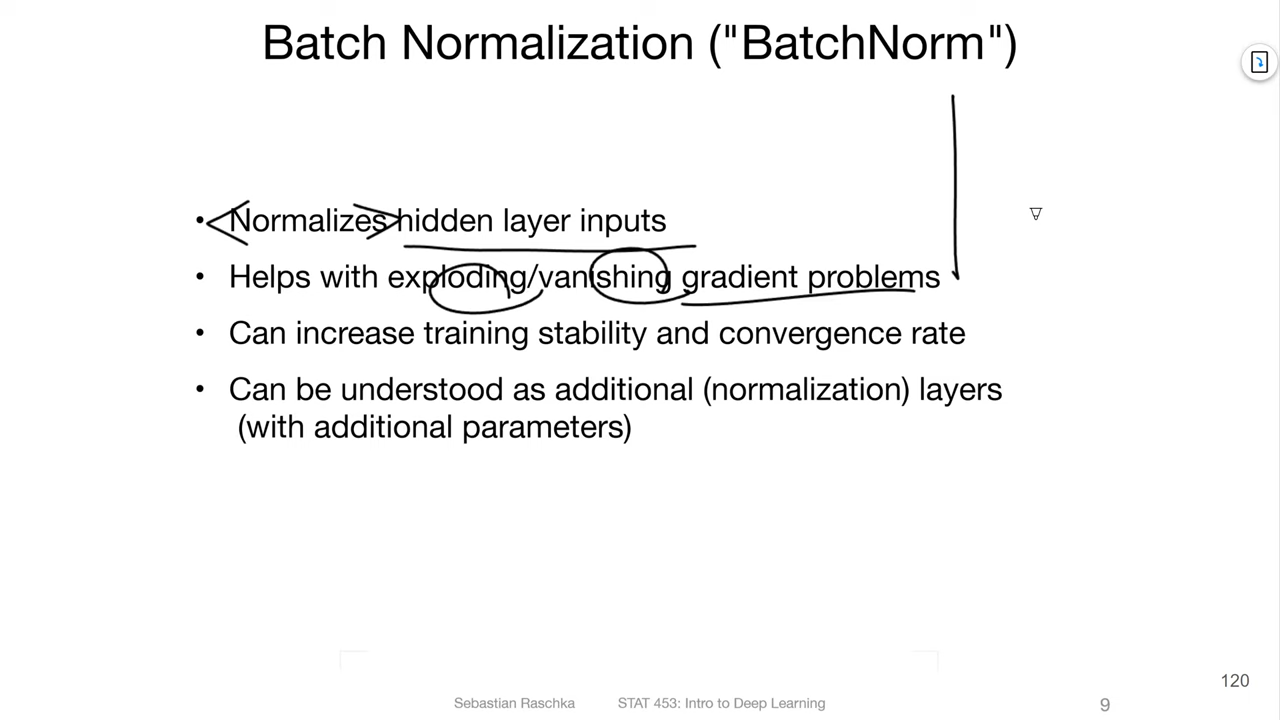 Batch Normalization ("BatchNorm")
• Normalizes hidden layer inputs
• Helps with exploding/vanishing gradient problems
• Can increase training stability and convergence rate
• Can be understood as additional (normalization) layers
(with additional parameters)
120
Sebastian Raschka STAT 453: Intro to Deep Learning 9